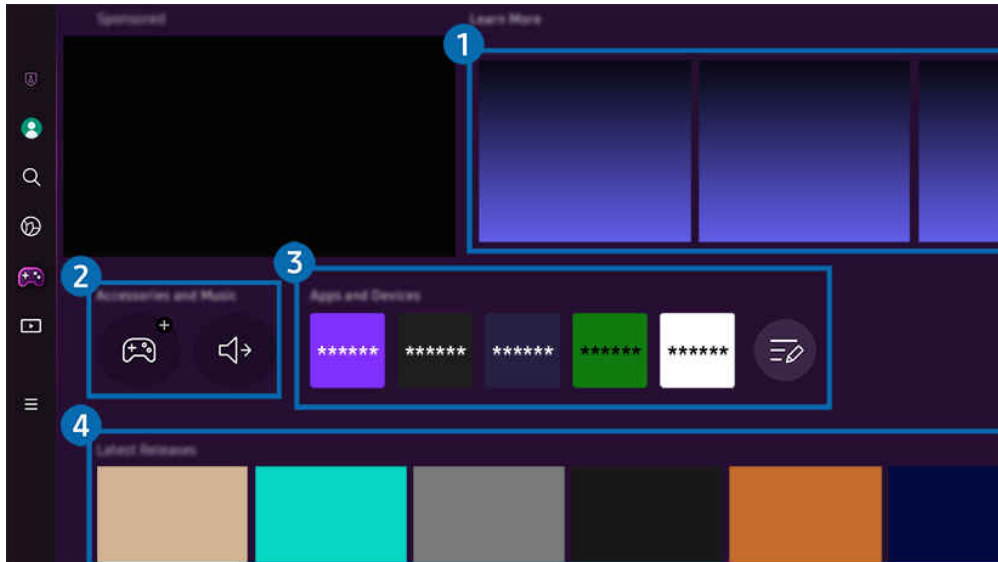 Sponsored
Learn More
1
2
3
Accessories and Music
Apps and Devices
******
******
******
******
******
4
Latest Releases